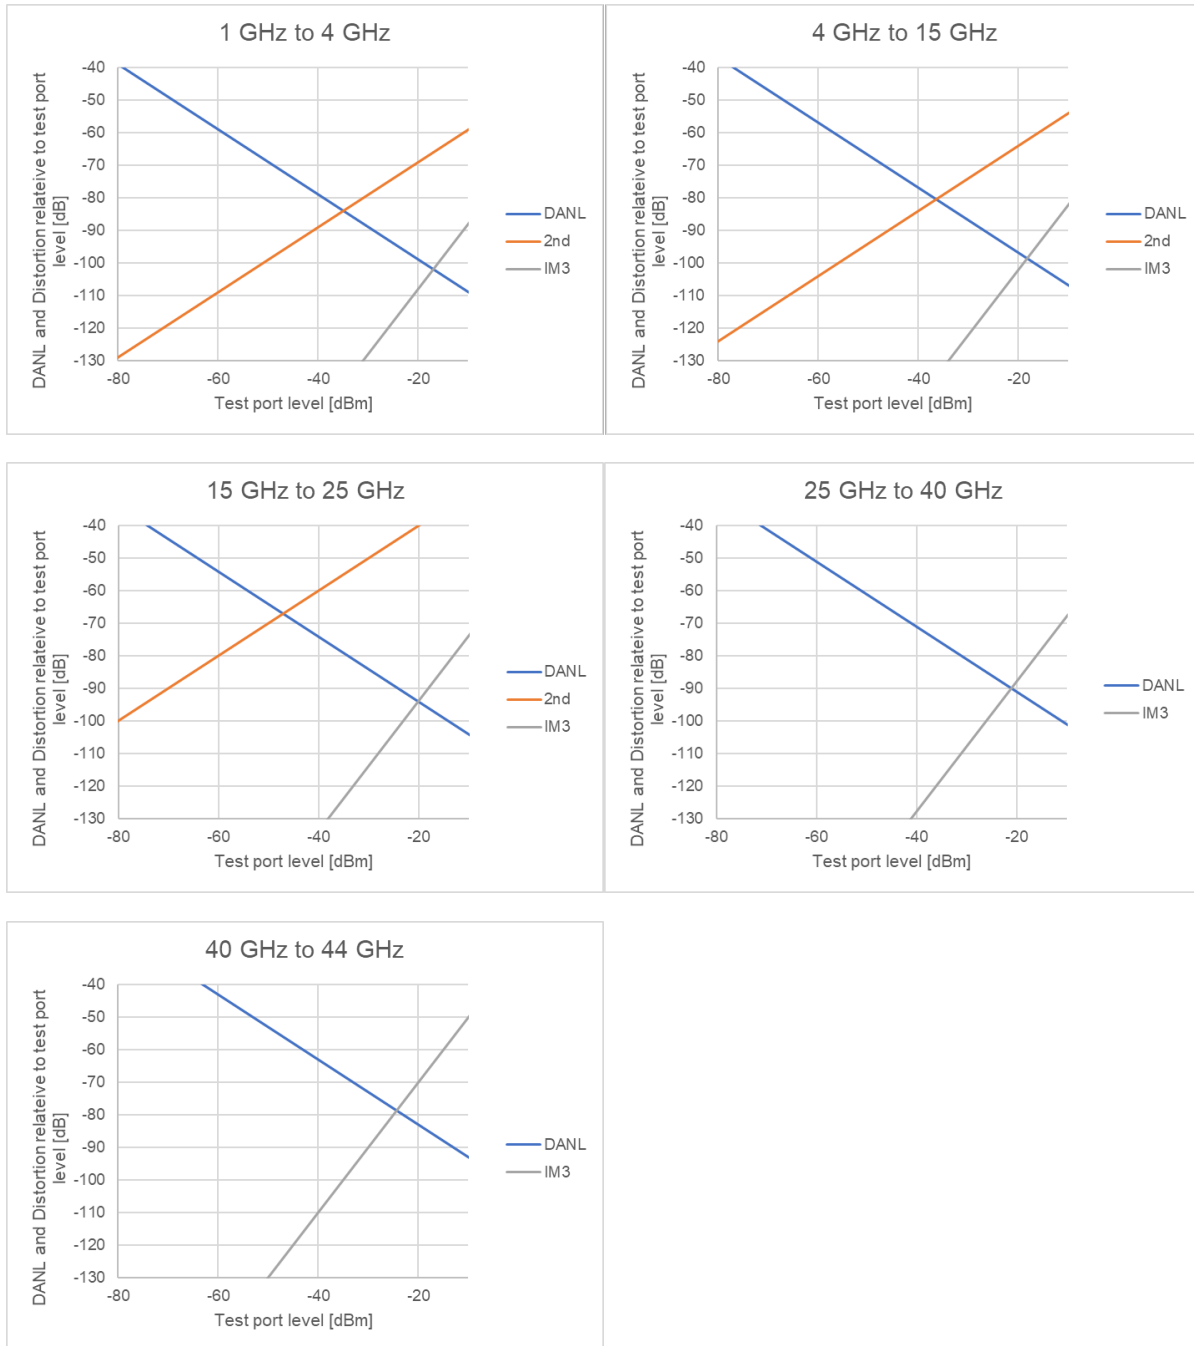 1 GHz to 4 GHz
DANL and Distortion relateive to test port
level [dB]
-40
-50
-60
-70
-80
-90
-100
-110
-120
-130
-80
-60
-40
-20
Test port level [dBm]
DANL
2nd
IM3
4 GHz to 15 GHz
DANL and Distortion relateive to test port
level [dB]
-40
-50
-60
-70
-80
-90
-100
-110
-120
-130
-80
-60
-40
-20
Test port level [dBm]
DANL
2nd
IM3
15 GHz to 25 GHz
DANL and Distortion relateive to test port
level [dB]
-40
-50
-60
-70
-80
-90
-100
-110
-120
-130
-80
-60
-40
-20
Test port level [dBm]
DANL
2nd
IM3
25 GHz to 40 GHz
DANL and Distortion relateive to test port
level [dB]
-40
-50
-60
-70
-80
-90
-100
-110
-120
-130
-80
-60
-40
-20
Test port level [dBm]
DANL
IM3
40 GHz to 44 GHz
DANL and Distortion relateive to test port
level [dB]
-40
-50
-60
-70
-80
-90
-100
-110
-120
-130
-80
-60
-40
-20
Test port level [dBm]
DANL
IM3